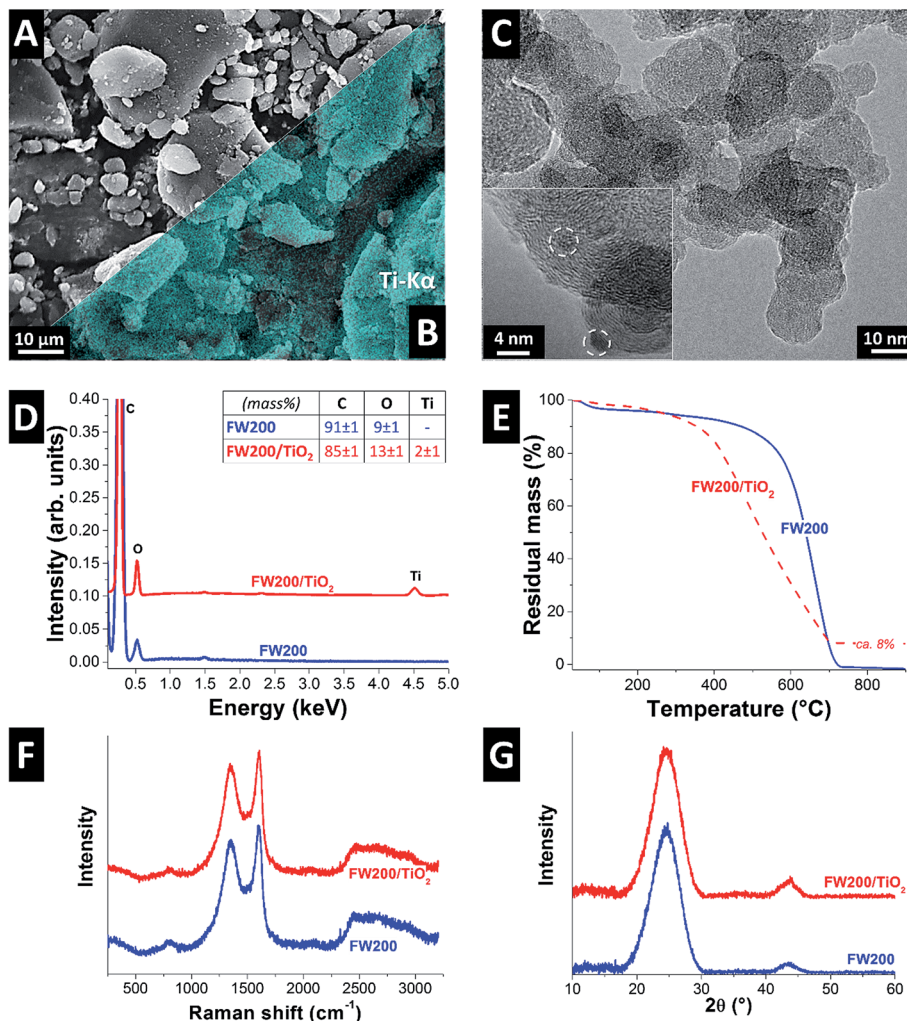 A
Ti-Kα
10 μm
B
C
4 nm
10 nm
D
(mass%) C O Ti
FW200 91±1 9±1 -
FW200/TiO₂ 85±1 13±1 2±1
C
O
FW200/TiO₂
Ti
FW200
0.40
0.35
0.30
0.25
0.20
0.15
0.10
0.05
0.00
Intensity (arb. units)
0.5 1.0 1.5 2.0 2.5 3.0 3.5 4.0 4.5 5.0
Energy (keV)
E
100
80
60
40
20
0
Residual mass (%)
FW200/TiO₂
FW200
ca. 8%
200 400 600 800
Temperature (°C)
F
Intensity
FW200/TiO₂
FW200
500 1000 1500 2000 2500 3000
Raman shift (cm⁻¹)
G
Intensity
FW200/TiO₂
FW200
10 20 30 40 50 60
2θ (°)